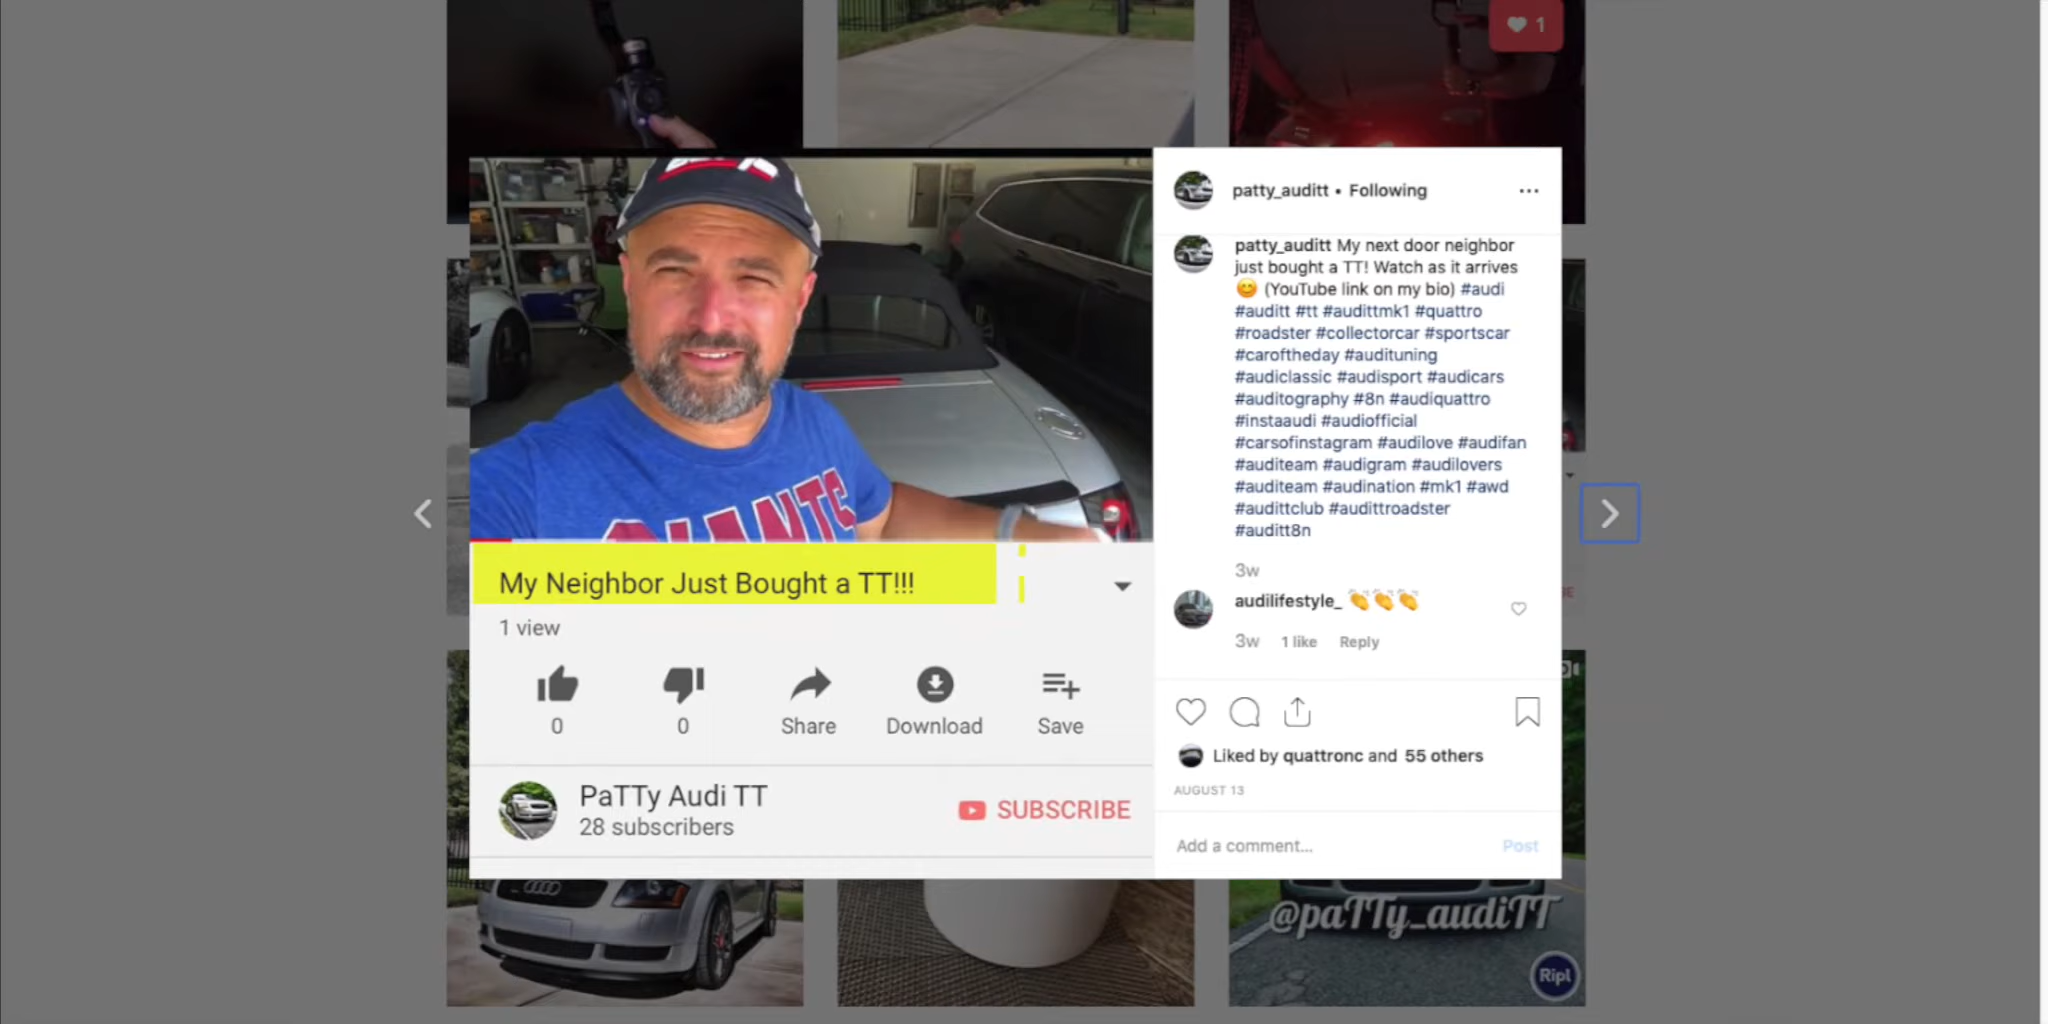 1
GIANTS
My Neighbor Just Bought a TT!!!
1 view
0
0
Share
Download
Save
PaTTy Audi TT
28 subscribers
SUBSCRIBE
patty_auditt • Following
patty_auditt My next door neighbor
just bought a TT! Watch as it arrives
😊 (YouTube link on my bio) #audi
#auditt #tt #audittmk1 #quattro
#roadster #collectorcar #sportscar
#caroftheday #audituning
#audiclassic #audisport #audicars
#auditography #8n #audiquattro
#instaaudi #audiofficial
#carsofinstagram #audilove #audifan
#auditeam #audigram #audilovers
#auditeam #audination #mk1 #awd
#audittclub #audittroadster
#auditt8n
3w
audilifestyle_ 👏👏👏
3w 1 like Reply
Liked by quattronc and 55 others
AUGUST 13
Add a comment... Post
@paTTy_audiTT
Ripl